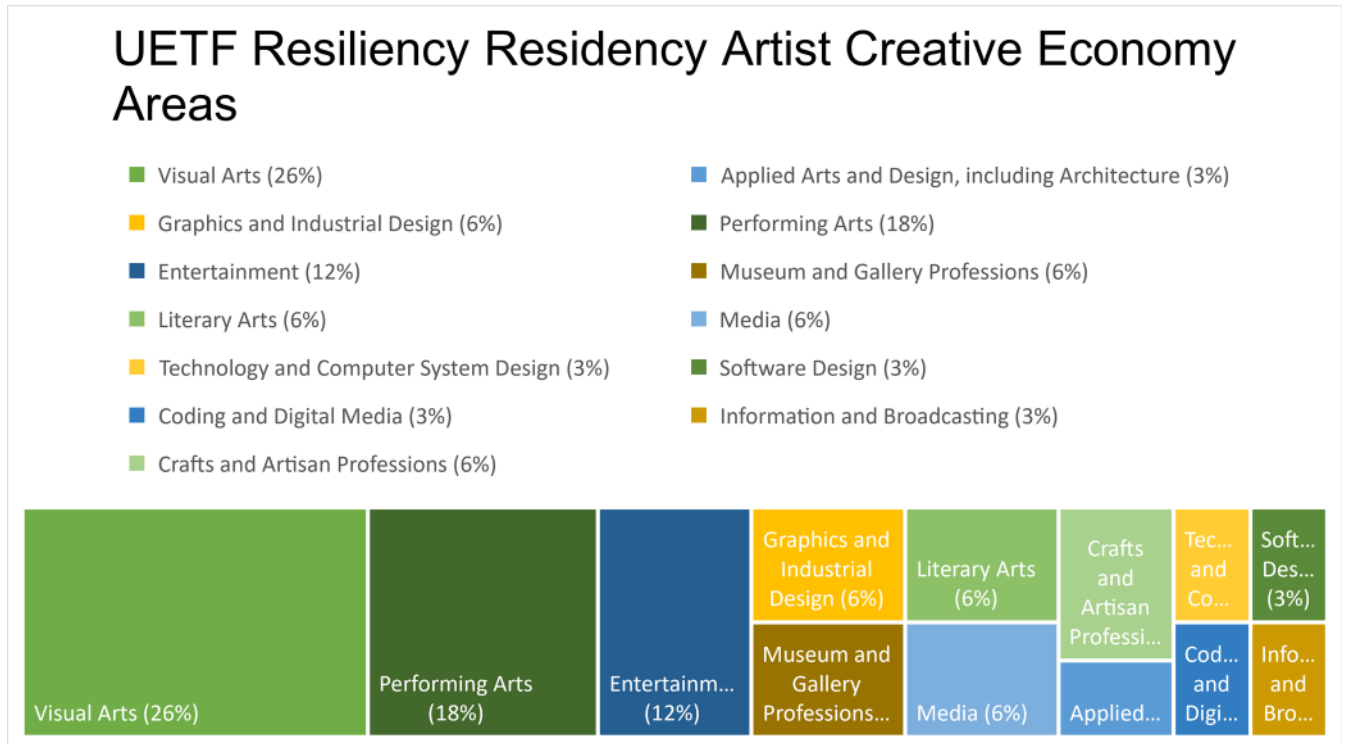 UETF Resiliency Residency Artist Creative Economy
Areas
Visual Arts (26%)
Applied Arts and Design, including Architecture (3%)
Graphics and Industrial Design (6%)
Performing Arts (18%)
Entertainment (12%)
Museum and Gallery Professions (6%)
Literary Arts (6%)
Media (6%)
Technology and Computer System Design (3%)
Software Design (3%)
Coding and Digital Media (3%)
Information and Broadcasting (3%)
Crafts and Artisan Professions (6%)
Visual Arts (26%)
Performing Arts
(18%)
Entertainm...
(12%)
Graphics and
Industrial
Design (6%)
Museum and
Gallery
Professions...
Literary Arts
(6%)
Media (6%)
Crafts
and
Artisan
Professi...
Applied...
Tec...
and
Co...
Cod...
and
Digi...
Soft...
Des...
(3%)
Info...
and
Bro...